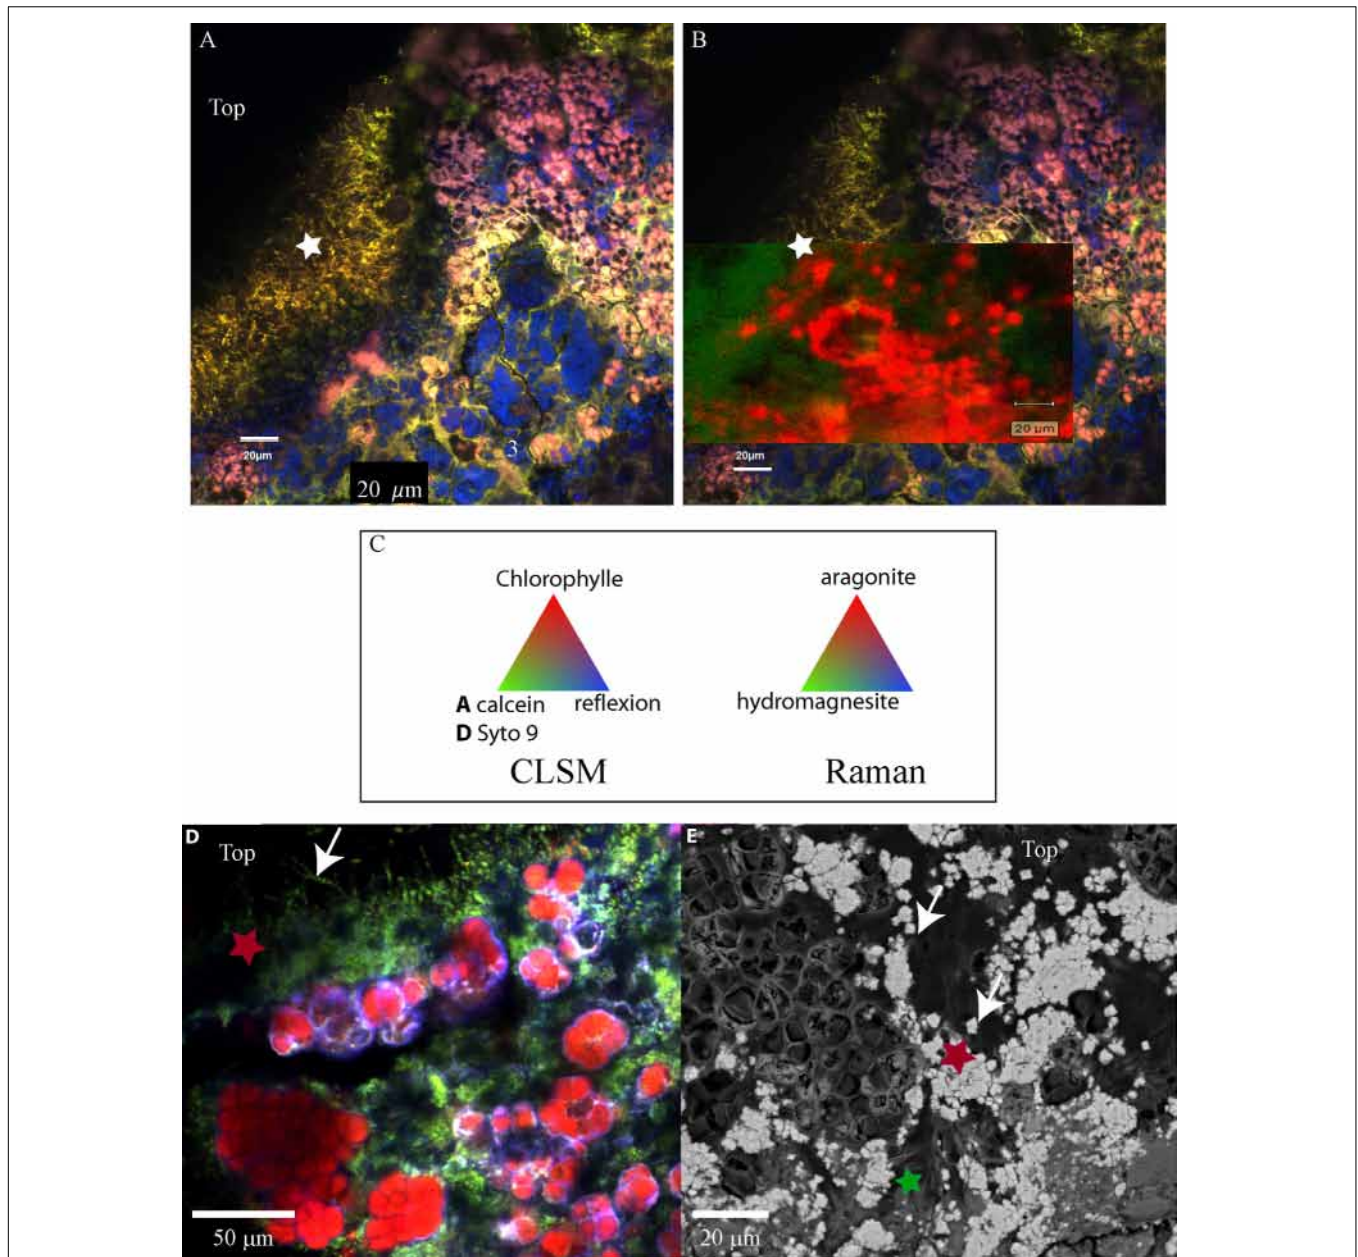 A
Top
20µm
3
20 µm
B
20 µm
20µm
C
Chlorophylle
A calcein
reflexion
D Syto 9
CLSM
aragonite
hydromagnesite
Raman
D
Top
50 µm
E
Top
20 µm